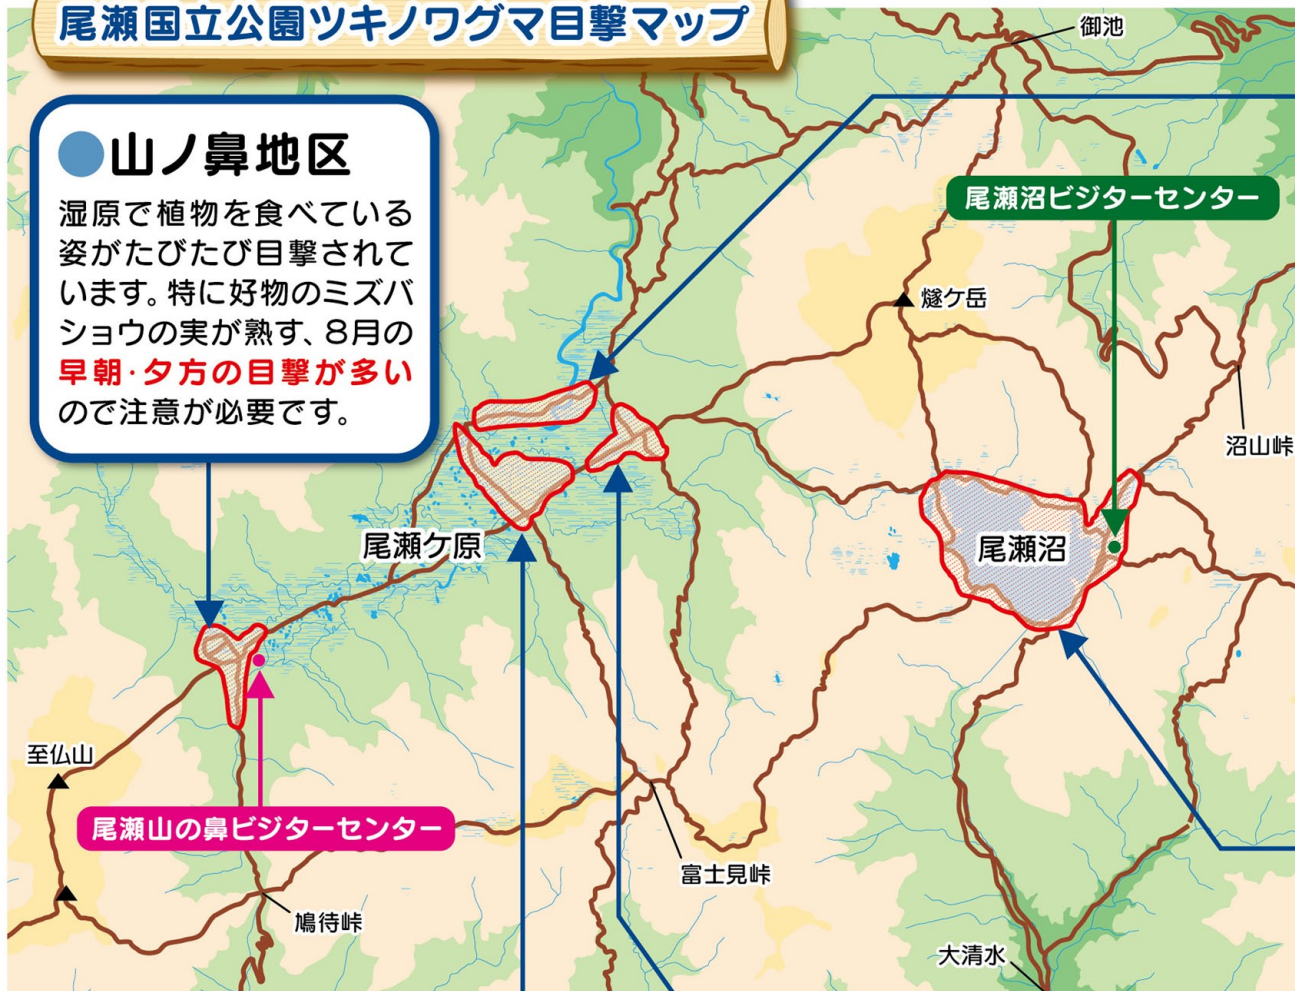 尾瀬国立公園ツキノワグマ目撃マップ
御池
山ノ鼻地区
湿原で植物を食べている
姿がたびたび目撃されて
います。特に好物のミズバ
ショウの実が熟す、8月の
早朝・夕方の目撃が多い
ので注意が必要です。
尾瀬沼ビジターセンター
燧ケ岳
沼山峠
尾瀬ケ原
尾瀬沼
至仏山
尾瀬山の鼻ビジターセンター
富士見峠
鳩待峠
大清水